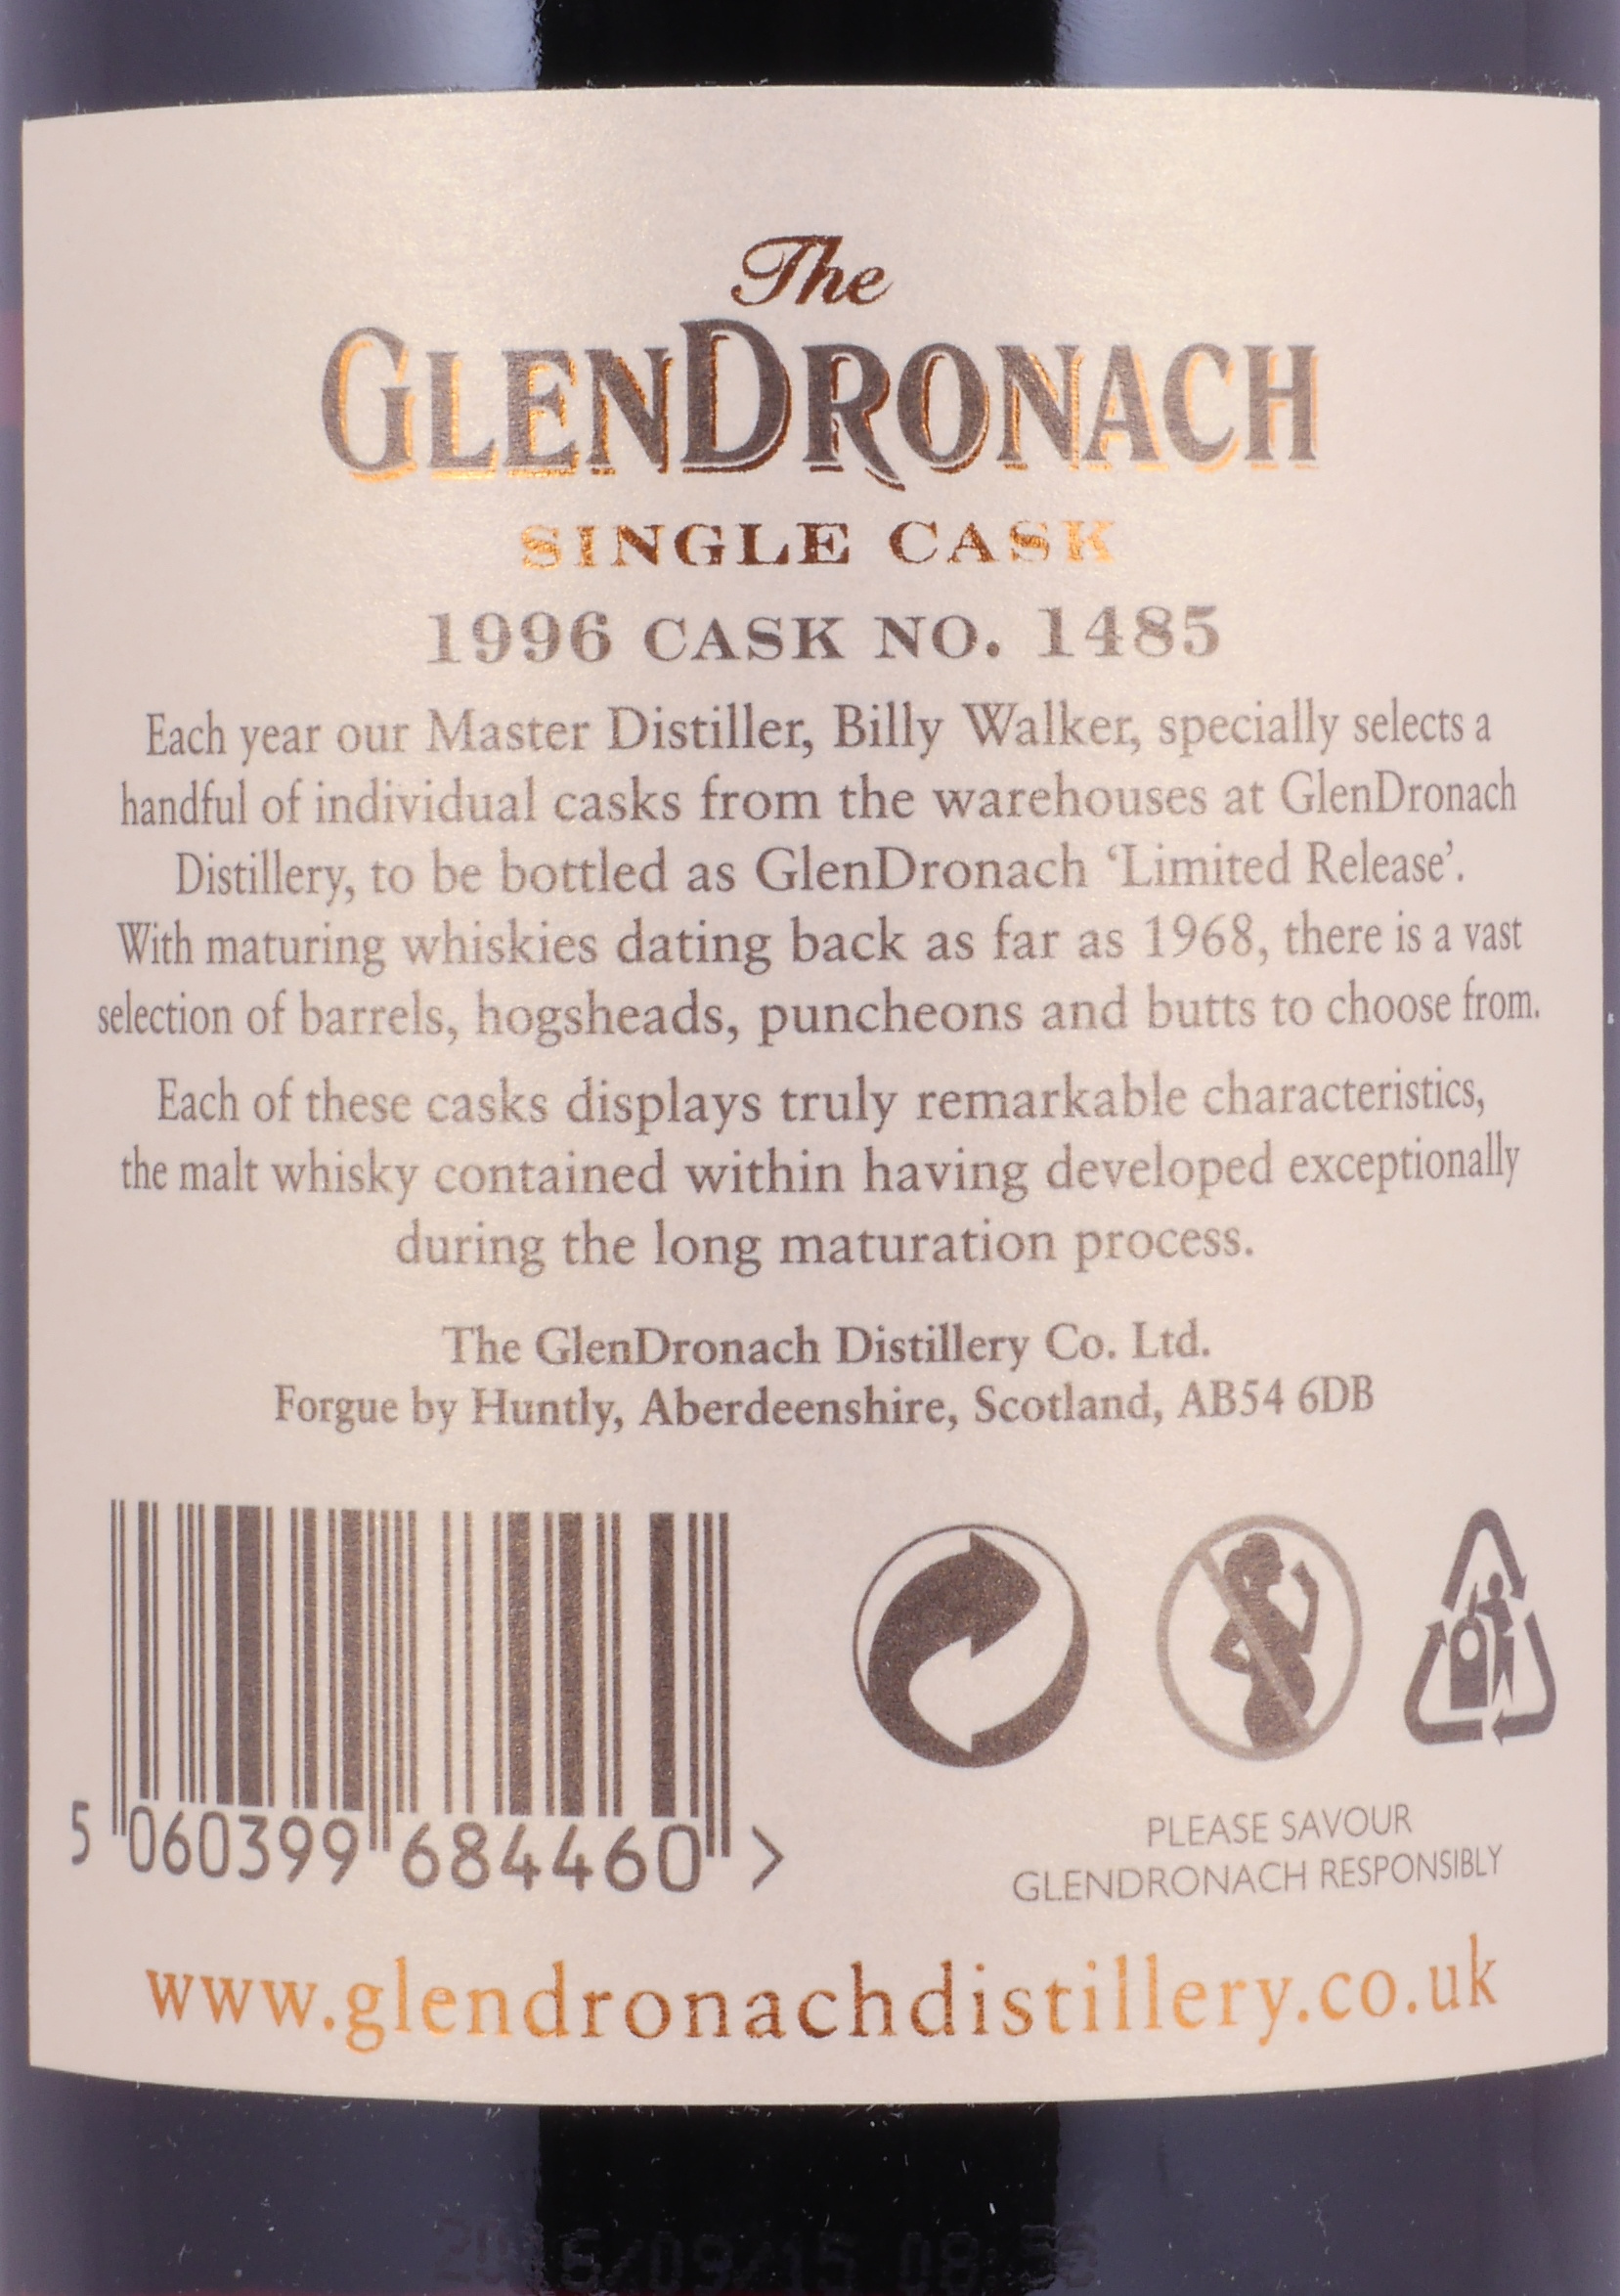 The
GLENDRONACH
SINGLE CASK
1996 CASK NO. 1485
Each year our Master Distiller, Billy Walker, specially selects a
handful of individual casks from the warehouses at GlenDronach
Distillery, to be bottled as GlenDronach ‘Limited Release’.
With maturing whiskies dating back as far as 1968, there is a vast
selection of barrels, hogsheads, puncheons and butts to choose from.
Each of these casks displays truly remarkable characteristics,
the malt whisky contained within having developed exceptionally
during the long maturation process.
The GlenDronach Distillery Co. Ltd.
Forgue by Huntly, Aberdeenshire, Scotland, AB54 6DB
5 060399 684460 >
PLEASE SAVOUR
GLENDRONACH RESPONSIBLY
www.glendronachdistillery.co.uk
2016/09/15